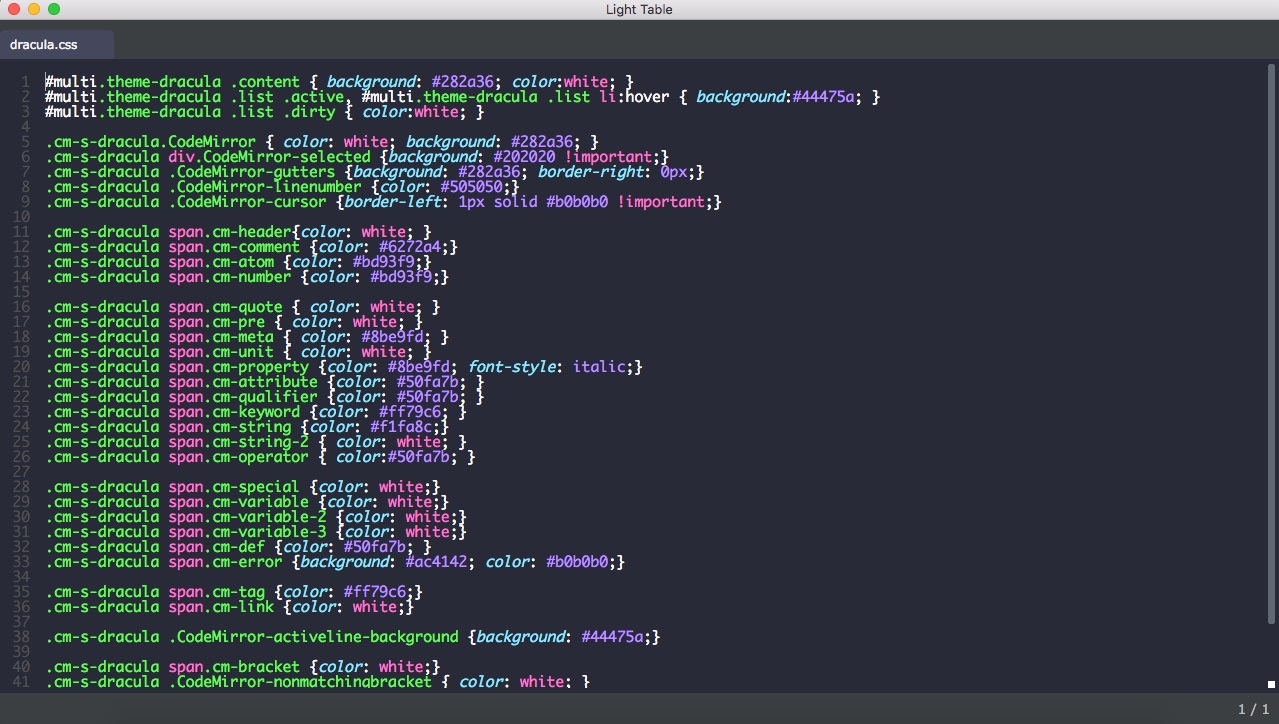 Light Table
dracula.css
1 #multi.theme-dracula .content { background: #282a36; color:white; }
2 #multi.theme-dracula .list .active, #multi.theme-dracula .list li:hover { background:#44475a; }
3 #multi.theme-dracula .list .dirty { color:white; }
4
5 .cm-s-dracula.CodeMirror { color: white; background: #282a36; }
6 .cm-s-dracula div.CodeMirror-selected {background: #202020 !important;}
7 .cm-s-dracula .CodeMirror-gutters {background: #282a36; border-right: 0px;}
8 .cm-s-dracula .CodeMirror-linenumber {color: #505050;}
9 .cm-s-dracula .CodeMirror-cursor {border-left: 1px solid #b0b0b0 !important;}
10
11 .cm-s-dracula span.cm-header{color: white; }
12 .cm-s-dracula span.cm-comment {color: #6272a4;}
13 .cm-s-dracula span.cm-atom {color: #bd93f9;}
14 .cm-s-dracula span.cm-number {color: #bd93f9;}
15
16 .cm-s-dracula span.cm-quote { color: white; }
17 .cm-s-dracula span.cm-pre { color: white; }
18 .cm-s-dracula span.cm-meta { color: #8be9fd; }
19 .cm-s-dracula span.cm-unit { color: white; }
20 .cm-s-dracula span.cm-property {color: #8be9fd; font-style: italic;}
21 .cm-s-dracula span.cm-attribute {color: #50fa7b; }
22 .cm-s-dracula span.cm-qualifier {color: #50fa7b; }
23 .cm-s-dracula span.cm-keyword {color: #ff79c6; }
24 .cm-s-dracula span.cm-string {color: #f1fa8c;}
25 .cm-s-dracula span.cm-string-2 { color: white; }
26 .cm-s-dracula span.cm-operator { color:#50fa7b; }
27
28 .cm-s-dracula span.cm-special {color: white;}
29 .cm-s-dracula span.cm-variable {color: white;}
30 .cm-s-dracula span.cm-variable-2 {color: white;}
31 .cm-s-dracula span.cm-variable-3 {color: white;}
32 .cm-s-dracula span.cm-def {color: #50fa7b; }
33 .cm-s-dracula span.cm-error {background: #ac4142; color: #b0b0b0;}
34
35 .cm-s-dracula span.cm-tag {color: #ff79c6;}
36 .cm-s-dracula span.cm-link {color: white;}
37
38 .cm-s-dracula .CodeMirror-activeline-background {background: #44475a;}
39
40 .cm-s-dracula span.cm-bracket {color: white;}
41 .cm-s-dracula .CodeMirror-nonmatchingbracket { color: white; }
1 / 1